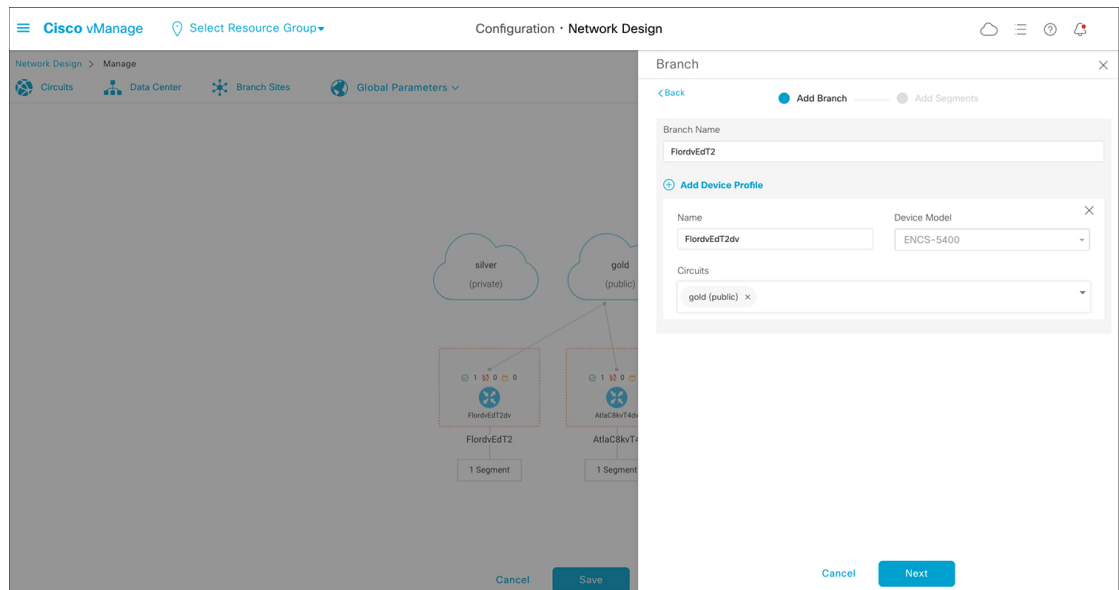 Cisco vManage
Select Resource Group
Configuration · Network Design
Network Design > Manage
Circuits
Data Center
Branch Sites
Global Parameters
silver
(private)
gold
(public)
1 0 0
FlordvEdT2dv
FlordvEdT2
1 Segment
1 0
AtlaC8kvT4dv
AtlaC8kvT4
1 Segment
Cancel
Save
Branch
< Back
Add Branch
Add Segments
Branch Name
FlordvEdT2
Add Device Profile
Name
Device Model
FlordvEdT2dv
ENCS-5400
Circuits
gold (public) ×
Cancel
Next